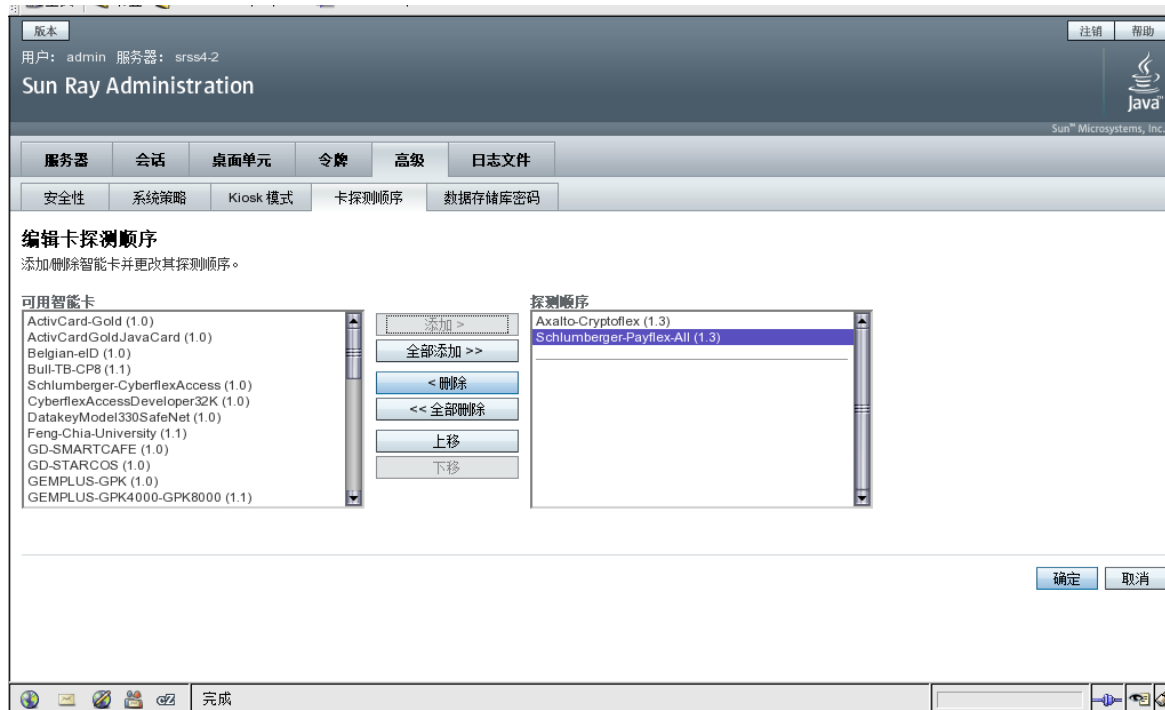 版本 注销 帮助
用户: admin 服务器: srss4-2
Sun Ray Administration
Java™
Sun™ Microsystems, Inc.
服务器 会话 桌面单元 令牌 高级 日志文件
安全性 系统策略 Kiosk 模式 卡探测顺序 数据存储库密码
编辑卡探测顺序
添加/删除智能卡并更改其探测顺序。
可用智能卡
ActivCard-Gold (1.0)
ActivCardGoldJavaCard (1.0)
Belgian-eID (1.0)
Bull-TB-CP8 (1.1)
Schlumberger-CyberflexAccess (1.0)
CyberflexAccessDeveloper32K (1.0)
DatakeyModel330SafeNet (1.0)
Feng-Chia-University (1.1)
GD-SMARTCAFE (1.0)
GD-STARCOS (1.0)
GEMPLUS-GPK (1.0)
GEMPLUS-GPK4000-GPK8000 (1.1)
添加 >
全部添加 >>
< 删除
<< 全部删除
上移
下移
探测顺序
Axalto-Cryptoflex (1.3)
Schlumberger-Payflex-All (1.3)
确定 取消
完成